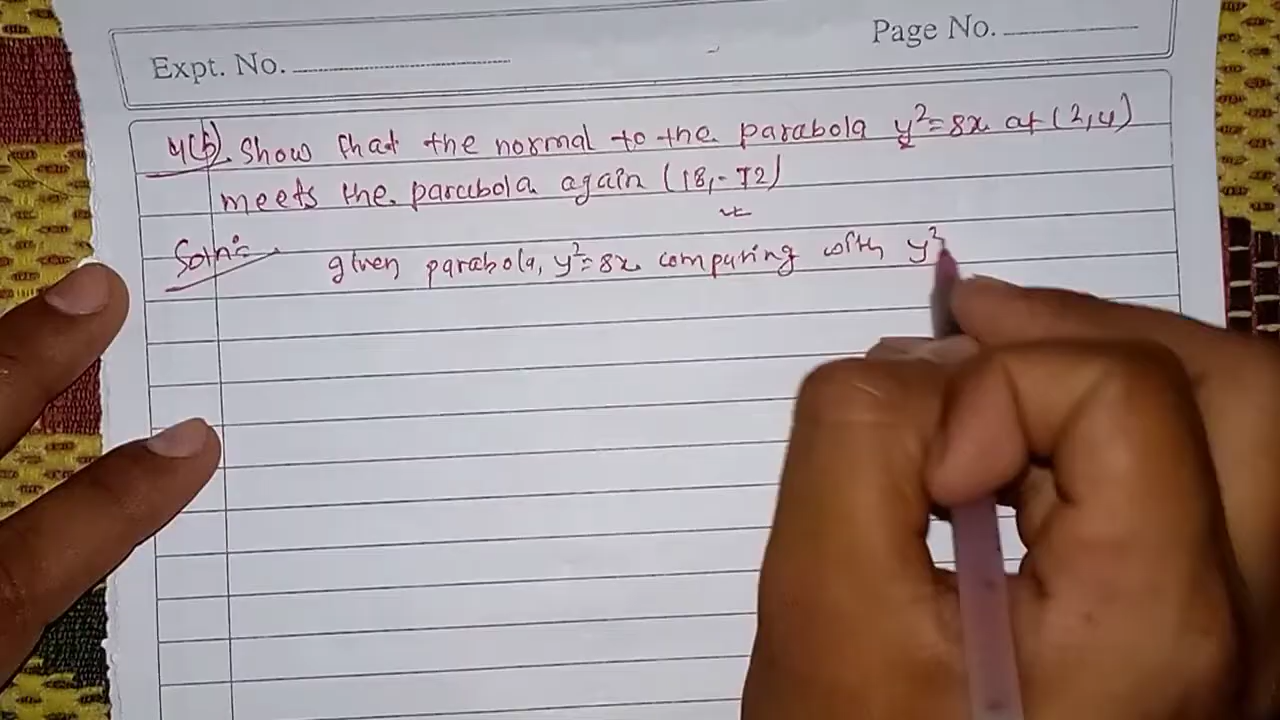 Expt. No.
Page No.
4(b). Show that the normal to the parabola y²=8x at (2,4)
meets the parabola again (18,-12)
Soln:
given parabola, y²=8x comparing with y²